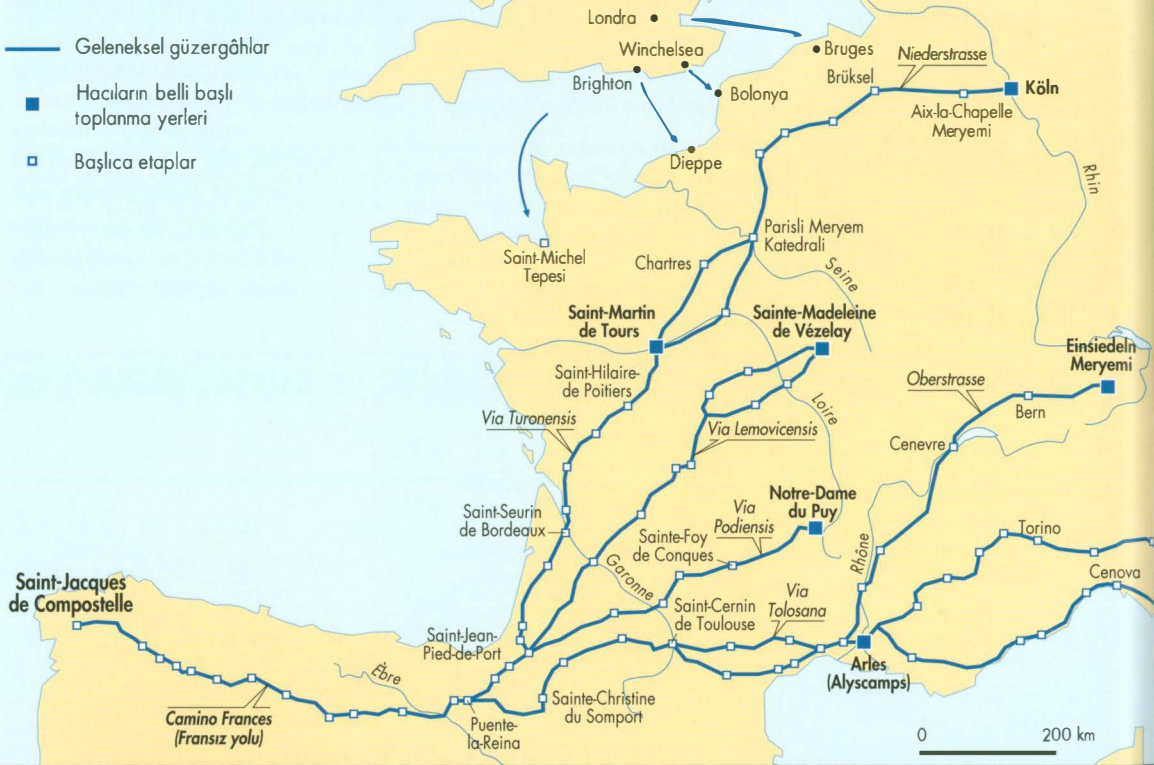 Geleneksel güzergâhlar
Hacıların belli başlı
toplanma yerleri
Başlıca etaplar
Londra
Winchelsea
Brighton
Bruges
Bolonya
Dieppe
Brüksel
Niederstrasse
Köln
Aix-la-Chapelle
Meryemi
Rhin
Saint-Michel
Tepesi
Parisli Meryem
Katedrali
Chartres
Seine
Saint-Martin
de Tours
Sainte-Madeleine
de Vézelay
Einsiedeln
Meryemi
Saint-Hilaire-
de Poitiers
Oberstrasse
Bern
Via Turonensis
Via Lemovicensis
Loire
Cenevre
Notre-Dame
du Puy
Via
Podiensis
Saint-Seurin
de Bordeaux
Sainte-Foy
de Conques
Garonne
Rhône
Torino
Cenova
Saint-Jacques
de Compostelle
Saint-Jean-
Pied-de-Port
Saint-Cernin
de Toulouse
Via
Tolosana
Arles
(Alyscamps)
Èbre
Camino Frances
(Fransız yolu)
Puente-
la-Reina
Sainte-Christine
du Somport
0 200 km